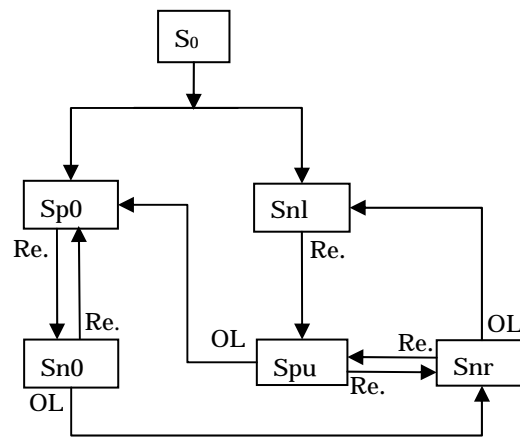 S0
Sp0
Snl
Re.
Re.
Re.
OL
Re.
OL
Sn0
Spu
Re.
Snr
OL